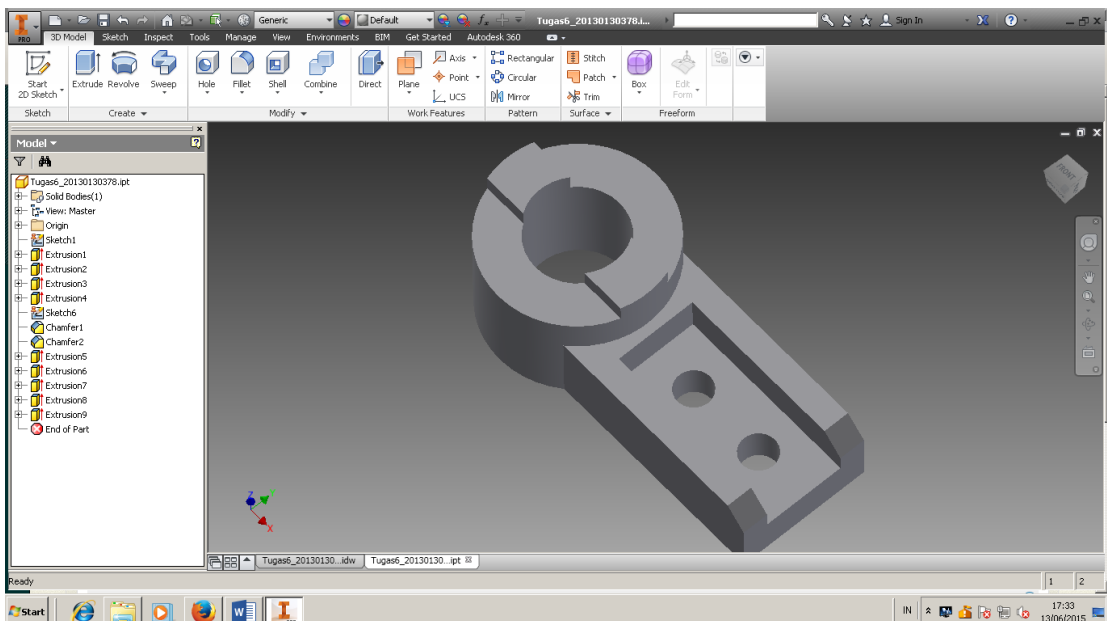 Generic
Default
Tugas6_20130130378.i...
Sign In
PRO
3D Model Sketch Inspect Tools Manage View Environments BIM Get Started Autodesk 360
Start
2D Sketch
Extrude Revolve Sweep
Hole Fillet Shell Combine Direct
Plane
Axis
Point
UCS
Rectangular
Circular
Mirror
Stitch
Patch
Trim
Box
Edit
Form
Sketch Create Modify Work Features Pattern Surface Freeform
Model
Tugas6_20130130378.ipt
Solid Bodies(1)
View: Master
Origin
Sketch1
Extrusion1
Extrusion2
Extrusion3
Extrusion4
Sketch6
Chamfer1
Chamfer2
Extrusion5
Extrusion6
Extrusion7
Extrusion8
Extrusion9
End of Part
FRONT
Z
X
Tugas6_20130130...idw Tugas6_20130130...ipt
Ready
1 2
Start
IN
17:33
13/06/2015